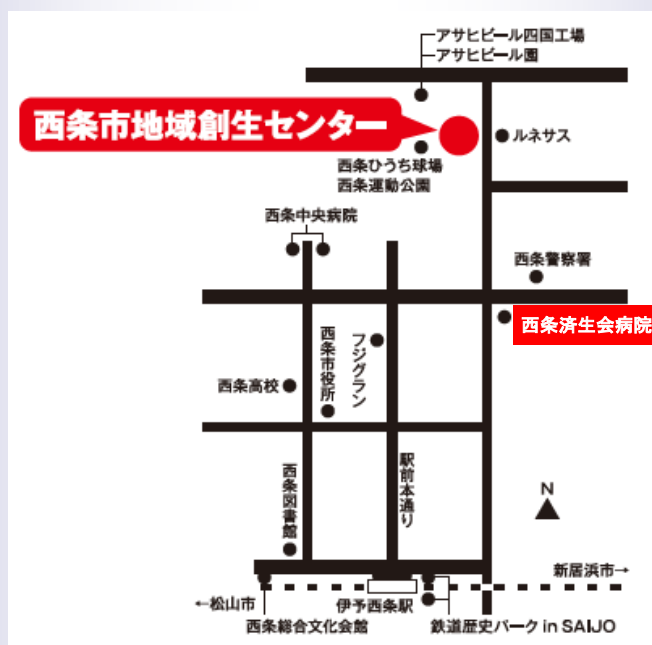 アサヒビール四国工場
アサヒビール園
西条市地域創生センター
ルネサス
西条ひうち球場
西条運動公園
西条中央病院
西条警察署
西条済生会病院
西条市役所
フジグラン
西条高校
駅前本通り
西条図書館
N
新居浜市→
←松山市
伊予西条駅
西条総合文化会館
鉄道歴史パーク in SAIJO